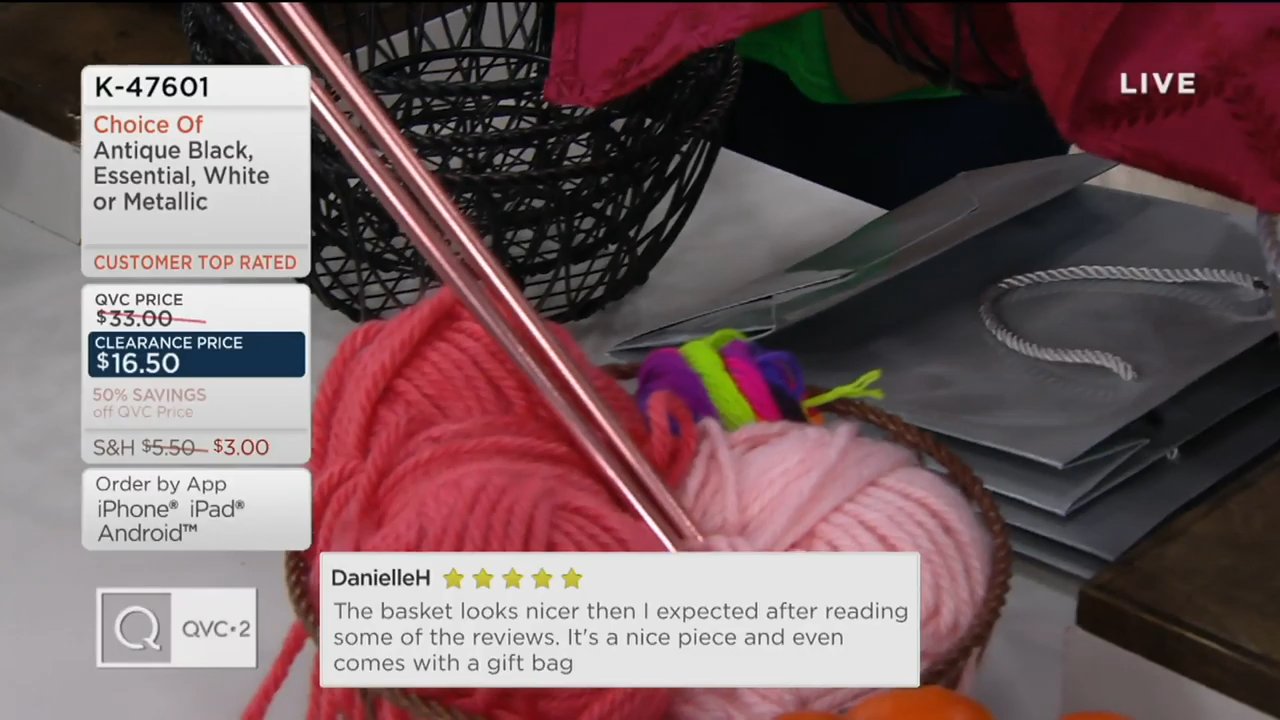 K-47601
Choice Of
Antique Black,
Essential, White
or Metallic
CUSTOMER TOP RATED
QVC PRICE
$33.00
CLEARANCE PRICE
$16.50
50% SAVINGS
off QVC Price
S&H $5.50 $3.00
Order by App
iPhone® iPad®
Android™
Q QVC•2
LIVE
DanielleH ★★★★★
The basket looks nicer then I expected after reading
some of the reviews. It's a nice piece and even
comes with a gift bag